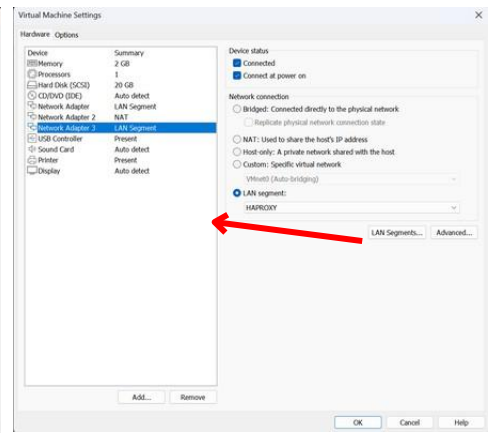 Virtual Machine Settings
Hardware Options
Device Summary
Memory 2 GB
Processors 1
Hard Disk (SCSI) 20 GB
CD/DVD (IDE) Auto detect
Network Adapter LAN Segment
Network Adapter 2 NAT
Network Adapter 3 LAN Segment
USB Controller Present
Sound Card Auto detect
Printer Present
Display Auto detect
Add... Remove
Device status
Connected
Connect at power on
Network connection
Bridged: Connected directly to the physical network
Replicate physical network connection state
NAT: Used to share the host's IP address
Host-only: A private network shared with the host
Custom: Specific virtual network
VMnet0 (Auto-bridging)
LAN segment:
HAPROXY
LAN Segments... Advanced...
OK Cancel Help